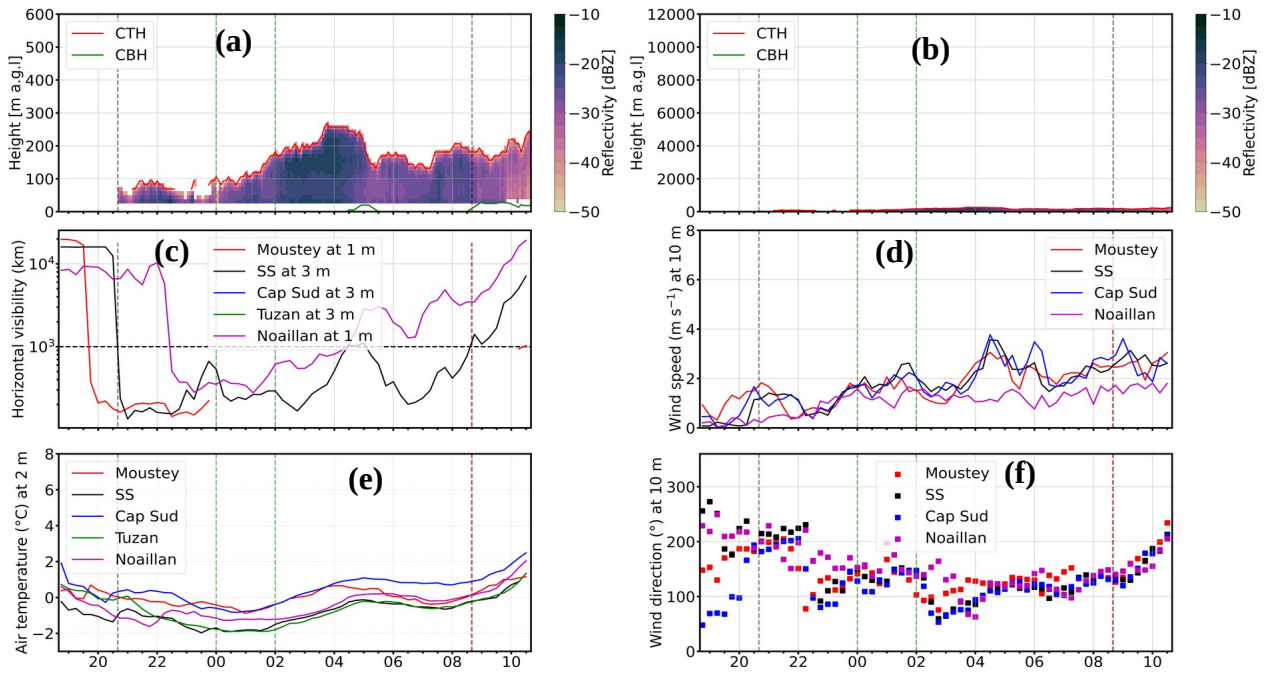 600
500
400
300
200
100
0
Height [m a.g.l]
CTH
CBH
(a)
−10
−20
−30
−40
−50
Reflectivity [dBZ]
12000
10000
8000
6000
4000
2000
0
Height [m a.g.l]
CTH
CBH
(b)
−10
−20
−30
−40
−50
Reflectivity [dBZ]
10⁴
10³
Horizontal visibility (km)
(c)
Moustey at 1 m
SS at 3 m
Cap Sud at 3 m
Tuzan at 3 m
Noaillan at 1 m
8
6
4
2
0
Wind speed (m s⁻¹) at 10 m
(d)
Moustey
SS
Cap Sud
Noaillan
8
6
4
2
0
−2
Air temperature (°C) at 2 m
Moustey
SS
Cap Sud
Tuzan
Noaillan
(e)
20 22 00 02 04 06 08 10
300
200
100
0
Wind direction (°) at 10 m
Moustey
SS
Cap Sud
Noaillan
(f)
20 22 00 02 04 06 08 10